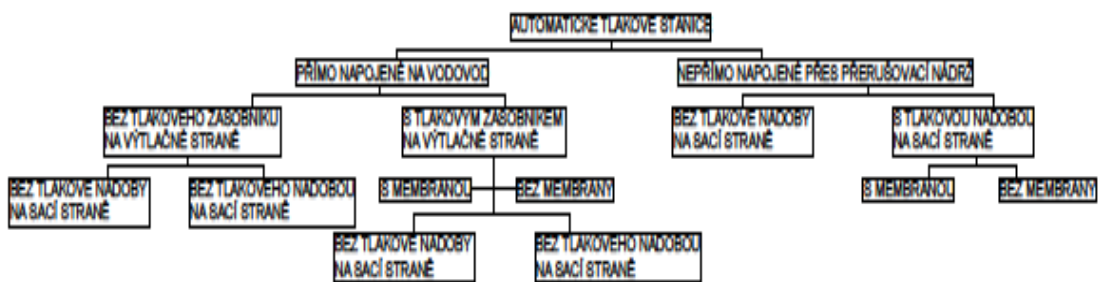 AUTOMATICKÉ TLAKOVÉ STANICE
PŘÍMO NAPOJENÉ NA VODOVOD
NEPŘÍMO NAPOJENÉ PŘES PŘERUŠOVACÍ NÁDRŽ
BEZ TLAKOVÉHO ZÁSOBNÍKU
NA VÝTLAČNÉ STRANĚ
S TLAKOVÝM ZÁSOBNÍKEM
NA VÝTLAČNÉ STRANĚ
BEZ TLAKOVÉ NÁDOBY
NA SACÍ STRANĚ
S TLAKOVOU NÁDOBOU
NA SACÍ STRANĚ
BEZ TLAKOVÉ NÁDOBY
NA SACÍ STRANĚ
BEZ TLAKOVÉHO NÁDOBOU
NA SACÍ STRANĚ
S MEMBRÁNOU
BEZ MEMBRÁNY
S MEMBRÁNOU
BEZ MEMBRÁNY
BEZ TLAKOVÉ NÁDOBY
NA SACÍ STRANĚ
BEZ TLAKOVÉHO NÁDOBOU
NA SACÍ STRANĚ